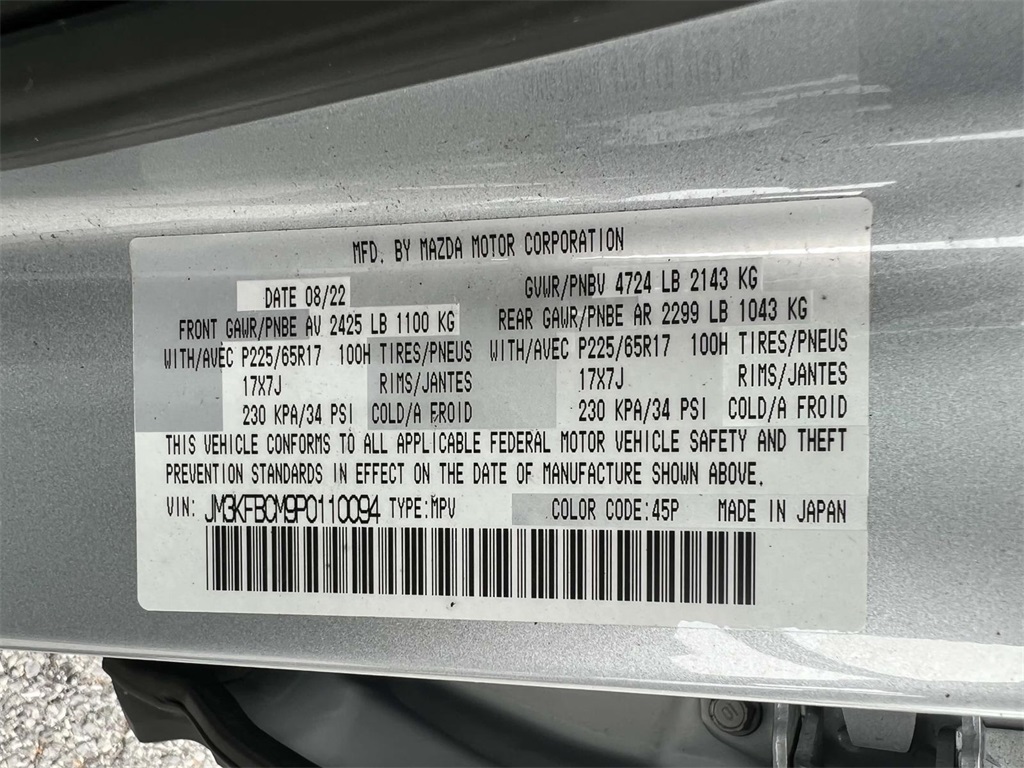 MFD. BY MAZDA MOTOR CORPORATION
DATE 08/22 GVWR/PNBV 4724 LB 2143 KG
FRONT GAWR/PNBE AV 2425 LB 1100 KG REAR GAWR/PNBE AR 2299 LB 1043 KG
WITH/AVEC P225/65R17 100H TIRES/PNEUS WITH/AVEC P225/65R17 100H TIRES/PNEUS
17X7J RIMS/JANTES 17X7J RIMS/JANTES
230 KPA/34 PSI COLD/A FROID 230 KPA/34 PSI COLD/A FROID
THIS VEHICLE CONFORMS TO ALL APPLICABLE FEDERAL MOTOR VEHICLE SAFETY AND THEFT
PREVENTION STANDARDS IN EFFECT ON THE DATE OF MANUFACTURE SHOWN ABOVE.
VIN: JM3KFBCM9P0110094 TYPE:MPV COLOR CODE:45P MADE IN JAPAN